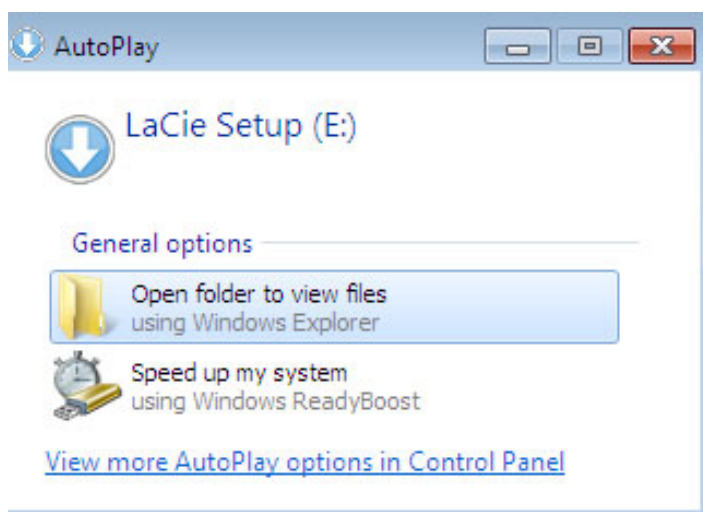 AutoPlay
LaCie Setup (E:)
General options
Open folder to view files
using Windows Explorer
Speed up my system
using Windows ReadyBoost
View more AutoPlay options in Control Panel